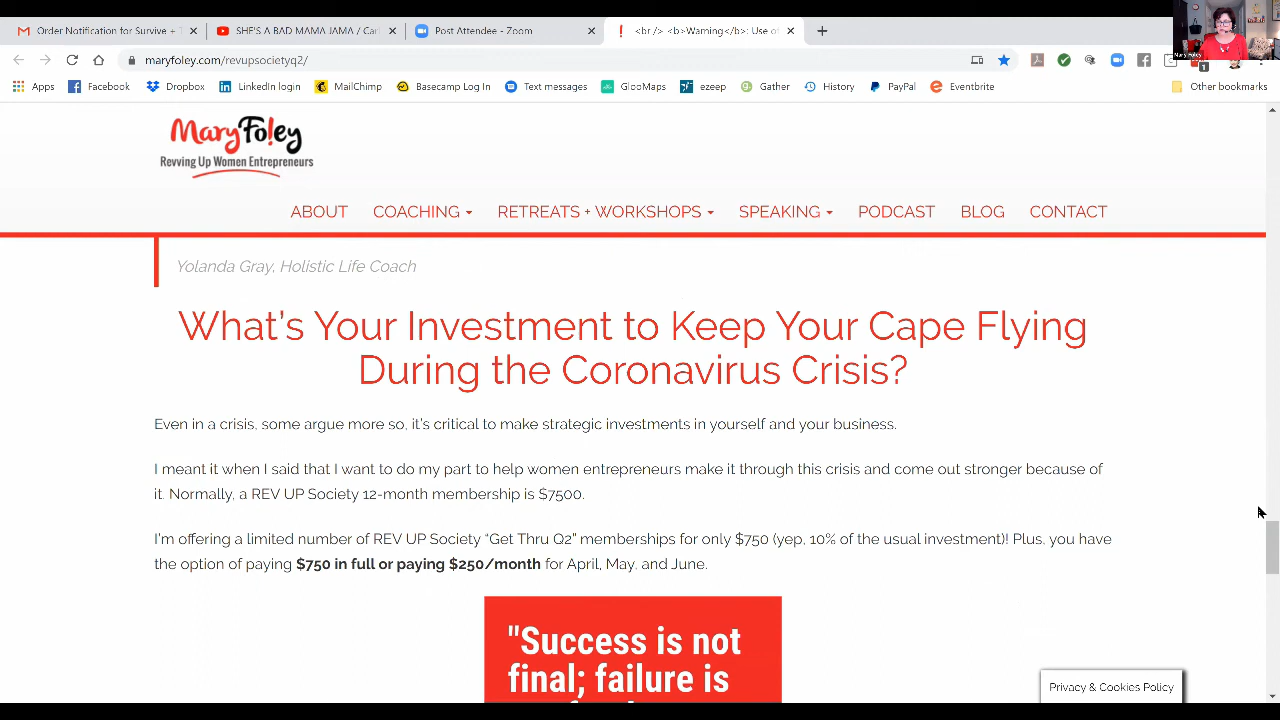 Order Notification for Survive + T
SHE'S A BAD MAMA JAMA / Carl
Post Attendee - Zoom
<br /> <b>Warning</b>: Use of
maryfoley.com/revupsocietyq2/
Apps
Facebook
Dropbox
LinkedIn login
MailChimp
Basecamp Log In
Text messages
GlooMaps
ezeep
Gather
History
PayPal
Eventbrite
Other bookmarks
Mary Foley
1
Mary Foley
Revving Up Women Entrepreneurs
ABOUT COACHING RETREATS + WORKSHOPS SPEAKING PODCAST BLOG CONTACT
Yolanda Gray, Holistic Life Coach
What's Your Investment to Keep Your Cape Flying
During the Coronavirus Crisis?
Even in a crisis, some argue more so, it's critical to make strategic investments in yourself and your business.
I meant it when I said that I want to do my part to help women entrepreneurs make it through this crisis and come out stronger because of
it. Normally, a REV UP Society 12-month membership is $7500.
I'm offering a limited number of REV UP Society "Get Thru Q2" memberships for only $750 (yep, 10% of the usual investment)! Plus, you have
the option of paying $750 in full or paying $250/month for April, May, and June.
"Success is not
final; failure is
Privacy & Cookies Policy